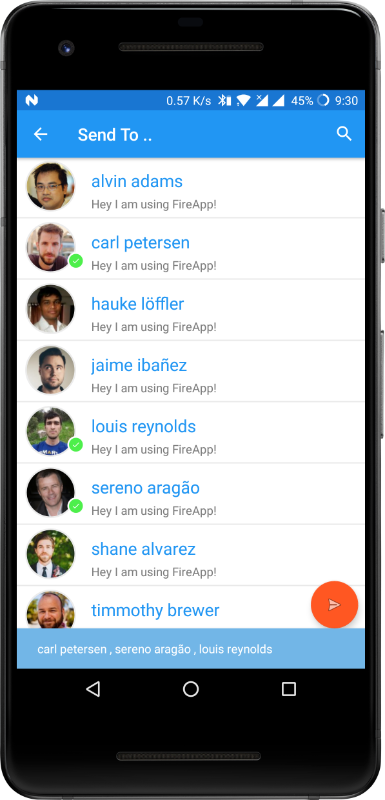 0.57 K/s 45% 9:30
Send To ..
alvin adams
Hey I am using FireApp!
carl petersen
Hey I am using FireApp!
hauke löffler
Hey I am using FireApp!
jaime ibañez
Hey I am using FireApp!
louis reynolds
Hey I am using FireApp!
sereno aragão
Hey I am using FireApp!
shane alvarez
Hey I am using FireApp!
timmothy brewer
carl petersen , sereno aragão , louis reynolds